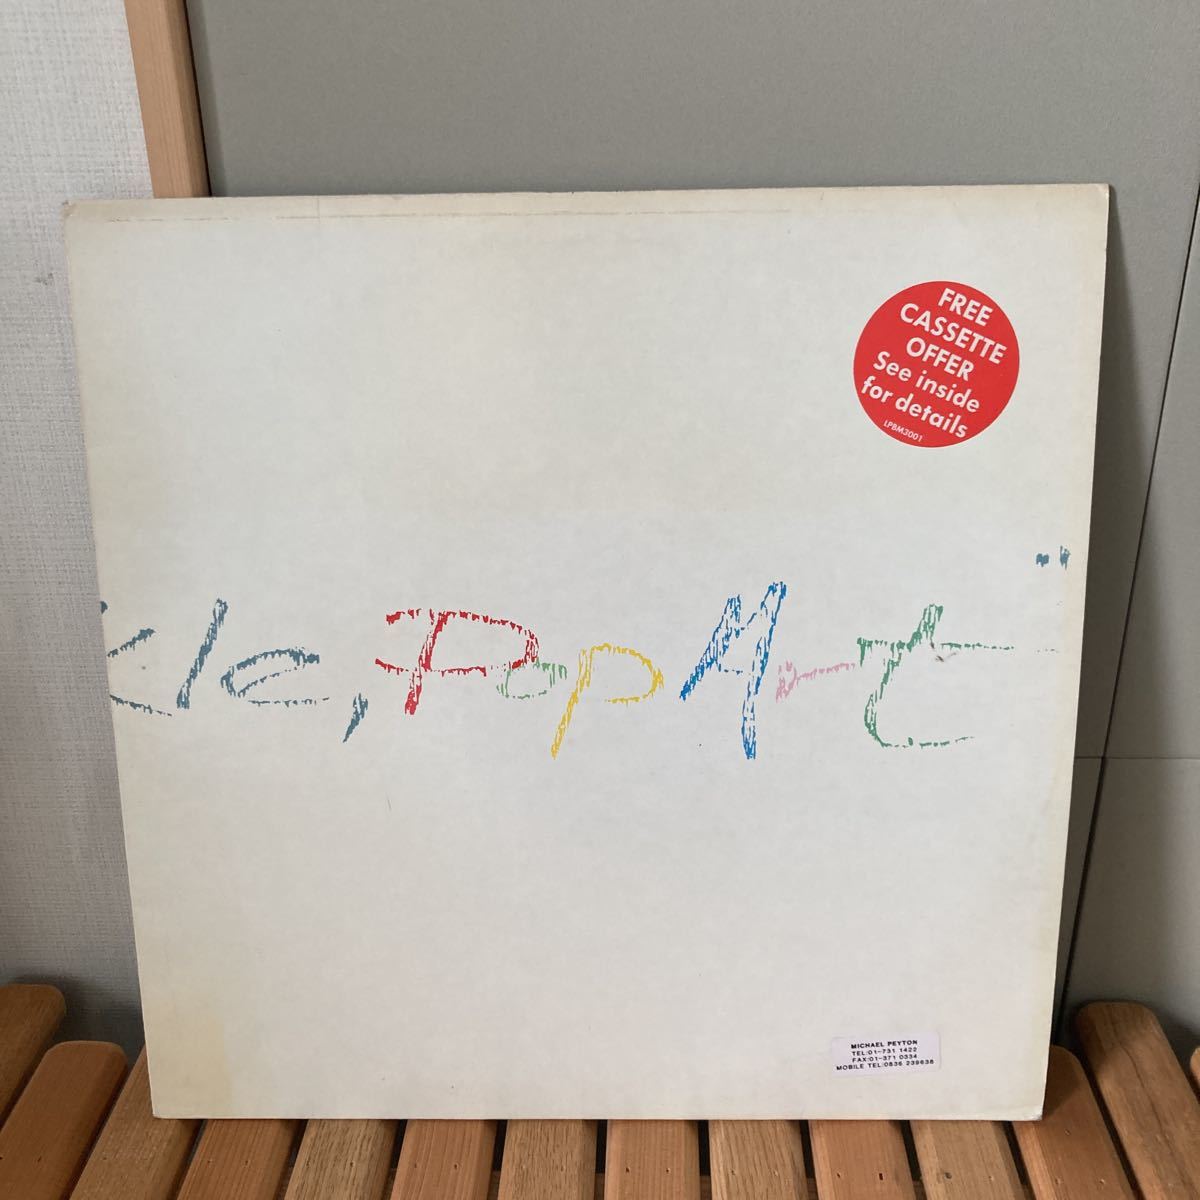 FREE
CASSETTE
OFFER
See inside
for details
LPBM3001
kle, Pop Art"
MICHAEL PEYTON
TEL:01-731 1422
FAX:01-371 0334
MOBILE TEL:0836 239638